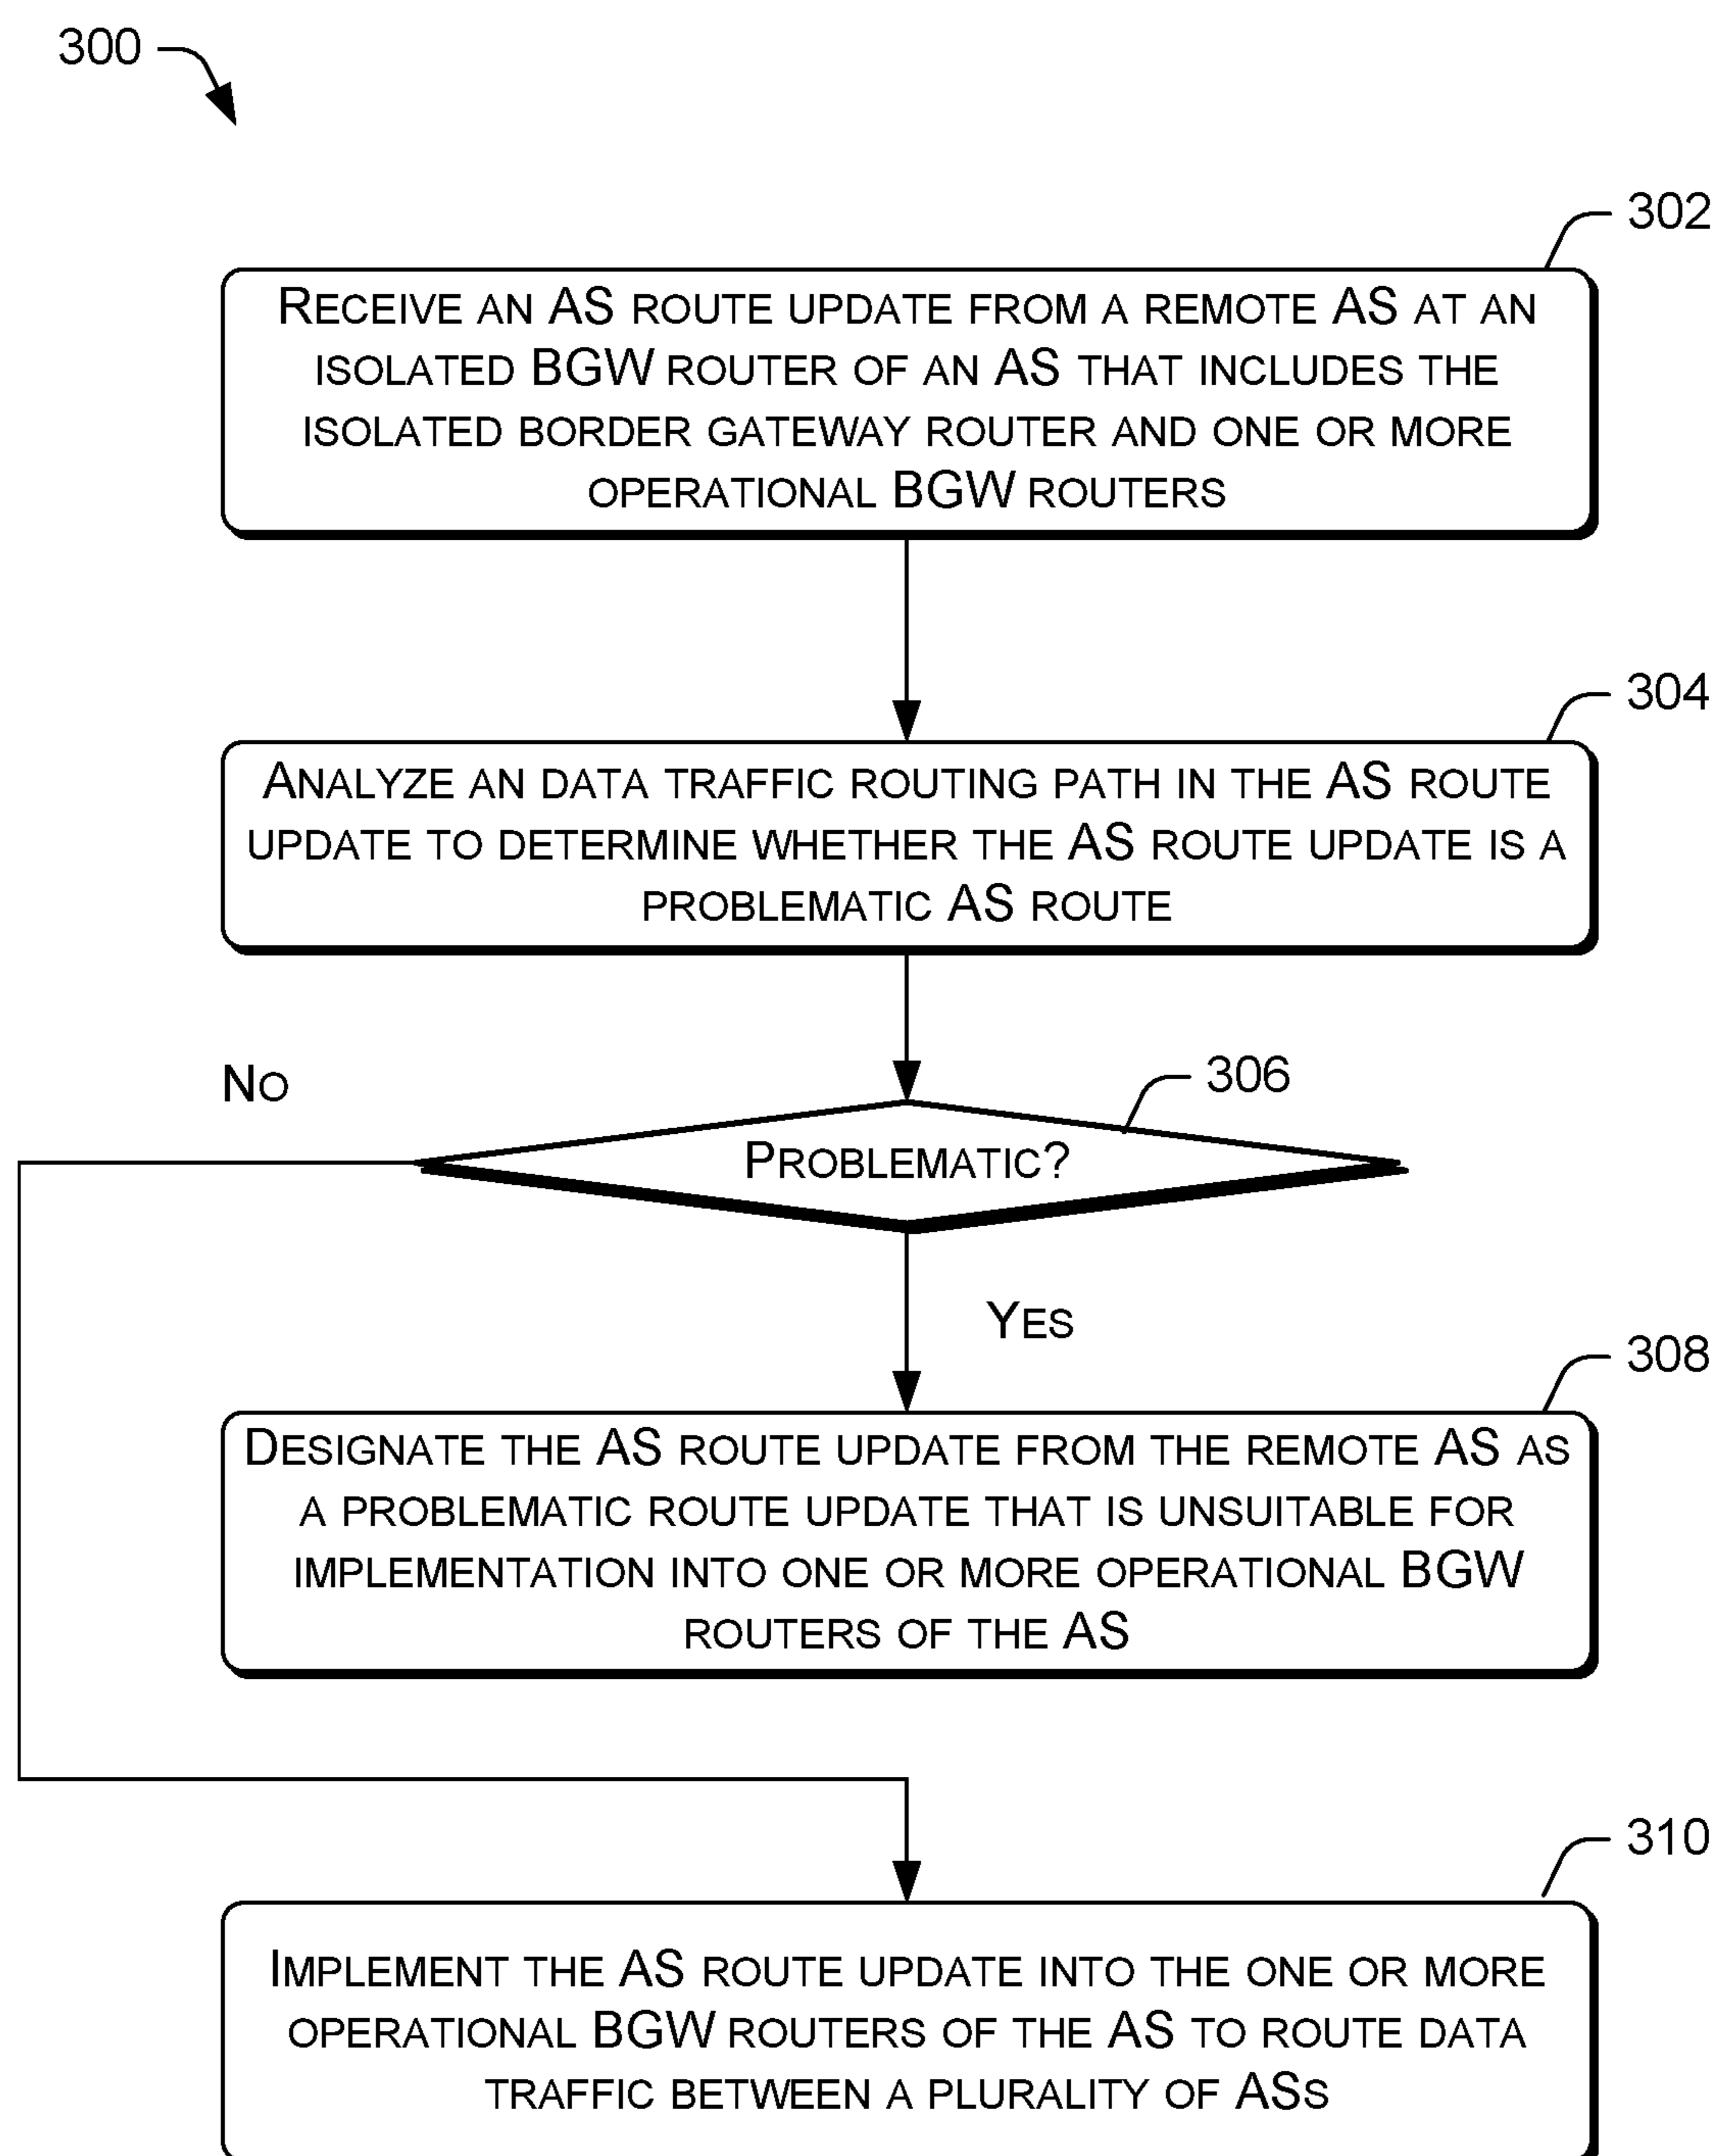 300
302
RECEIVE AN AS ROUTE UPDATE FROM A REMOTE AS AT AN
ISOLATED BGW ROUTER OF AN AS THAT INCLUDES THE
ISOLATED BORDER GATEWAY ROUTER AND ONE OR MORE
OPERATIONAL BGW ROUTERS
304
ANALYZE AN DATA TRAFFIC ROUTING PATH IN THE AS ROUTE
UPDATE TO DETERMINE WHETHER THE AS ROUTE UPDATE IS A
PROBLEMATIC AS ROUTE
306
NO
PROBLEMATIC?
YES
308
DESIGNATE THE AS ROUTE UPDATE FROM THE REMOTE AS AS
A PROBLEMATIC ROUTE UPDATE THAT IS UNSUITABLE FOR
IMPLEMENTATION INTO ONE OR MORE OPERATIONAL BGW
ROUTERS OF THE AS
310
IMPLEMENT THE AS ROUTE UPDATE INTO THE ONE OR MORE
OPERATIONAL BGW ROUTERS OF THE AS TO ROUTE DATA
TRAFFIC BETWEEN A PLURALITY OF ASS